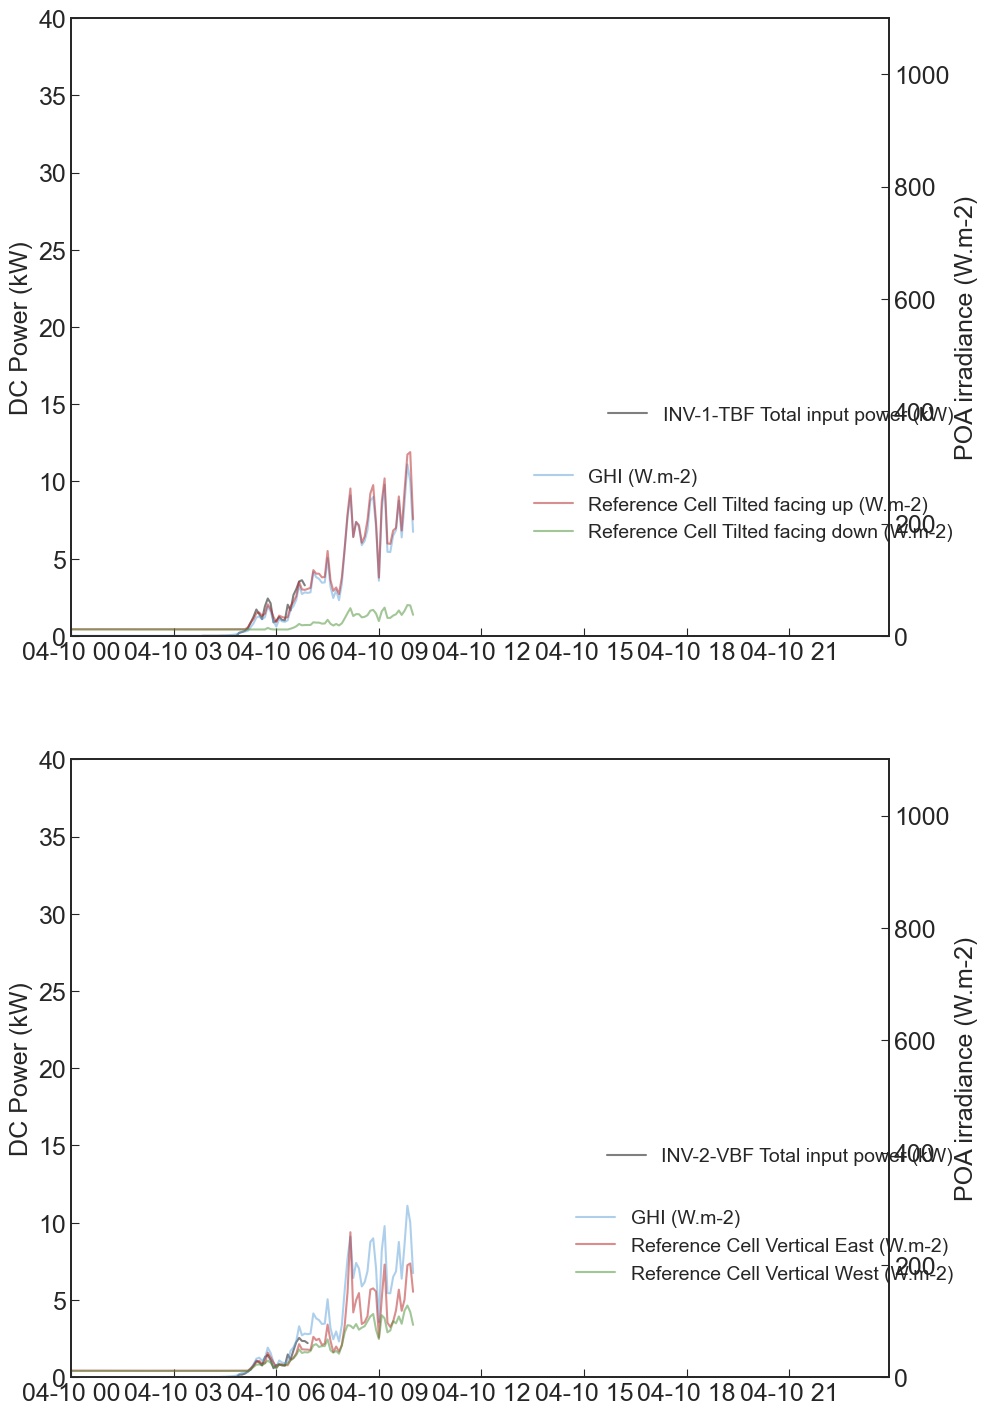 40
35
30
25
20
15
10
5
0
DC Power (kW)
1000
800
600
400
200
0
POA irradiance (W.m-2)
INV-1-TBF Total input power (kW)
GHI (W.m-2)
Reference Cell Tilted facing up (W.m-2)
Reference Cell Tilted facing down (W.m-2)
04-10 00 04-10 03 04-10 06 04-10 09 04-10 12 04-10 15 04-10 18 04-10 21
40
35
30
25
20
15
10
5
0
DC Power (kW)
1000
800
600
400
200
0
POA irradiance (W.m-2)
INV-2-VBF Total input power (kW)
GHI (W.m-2)
Reference Cell Vertical East (W.m-2)
Reference Cell Vertical West (W.m-2)
04-10 00 04-10 03 04-10 06 04-10 09 04-10 12 04-10 15 04-10 18 04-10 21